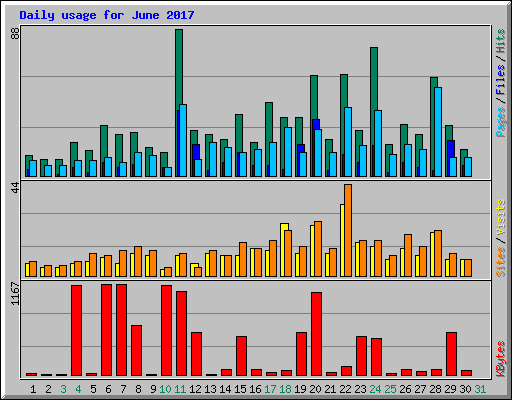 Daily usage for June 2017
88
Pages / Files / Hits
44
Sites / Visits
1167
KBytes
1 2 3 4 5 6 7 8 9 10 11 12 13 14 15 16 17 18 19 20 21 22 23 24 25 26 27 28 29 30 31